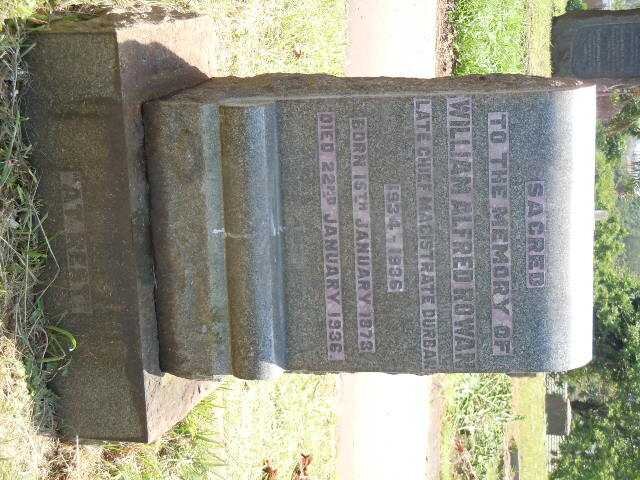 SACRED
TO THE MEMORY OF
WILLIAM ALFRED ROWAN
LATE CHIEF MAGISTRATE DURBAN
1934-1936
BORN 15TH JANUARY 1878
DIED 22ND JANUARY 1936